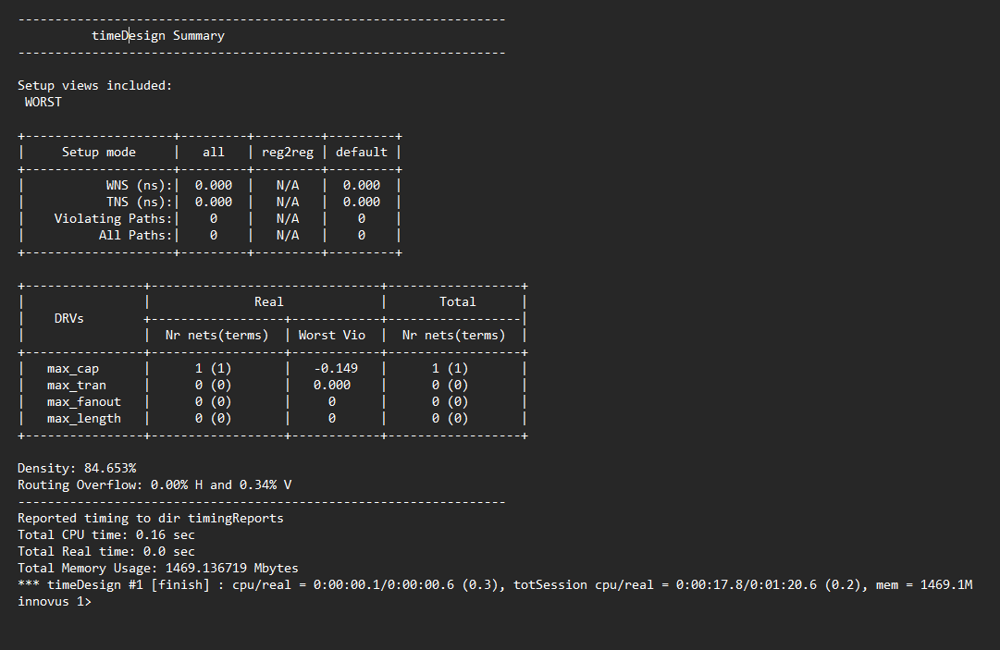 ------------------------------------------------------------------
          timeDesign Summary
------------------------------------------------------------------

Setup views included:
 WORST

+--------------------+---------+---------+---------+
|     Setup mode     |   all   | reg2reg | default |
+--------------------+---------+---------+---------+
|           WNS (ns):|  0.000  |   N/A   |  0.000  |
|           TNS (ns):|  0.000  |   N/A   |  0.000  |
|    Violating Paths:|    0    |   N/A   |    0    |
|          All Paths:|    0    |   N/A   |    0    |
+--------------------+---------+---------+---------+

+----------------+-------------------------------+------------------+
|                |              Real             |       Total      |
|    DRVs        +------------------+------------+------------------|
|                |  Nr nets(terms)  | Worst Vio  |  Nr nets(terms)  |
+----------------+------------------+------------+------------------+
|   max_cap      |      1 (1)       |   -0.149   |      1 (1)       |
|   max_tran     |      0 (0)       |   0.000    |      0 (0)       |
|   max_fanout   |      0 (0)       |     0      |      0 (0)       |
|   max_length   |      0 (0)       |     0      |      0 (0)       |
+----------------+------------------+------------+------------------+

Density: 84.653%
Routing Overflow: 0.00% H and 0.34% V
------------------------------------------------------------------
Reported timing to dir timingReports
Total CPU time: 0.16 sec
Total Real time: 0.0 sec
Total Memory Usage: 1469.136719 Mbytes
*** timeDesign #1 [finish] : cpu/real = 0:00:00.1/0:00:00.6 (0.3), totSession cpu/real = 0:00:17.8/0:01:20.6 (0.2), mem = 1469.1M
innovus 1>